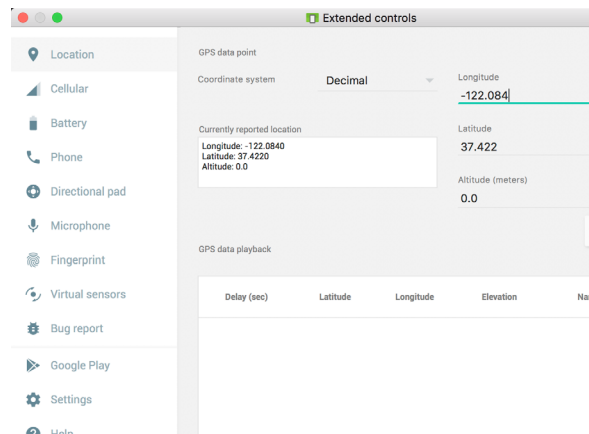 Extended controls
Location
Cellular
Battery
Phone
Directional pad
Microphone
Fingerprint
Virtual sensors
Bug report
Google Play
Settings
Help
GPS data point
Coordinate system
Decimal
Longitude
-122.084
Currently reported location
Longitude: -122.0840
Latitude: 37.4220
Altitude: 0.0
Latitude
37.422
Altitude (meters)
0.0
GPS data playback
Delay (sec) Latitude Longitude Elevation Na